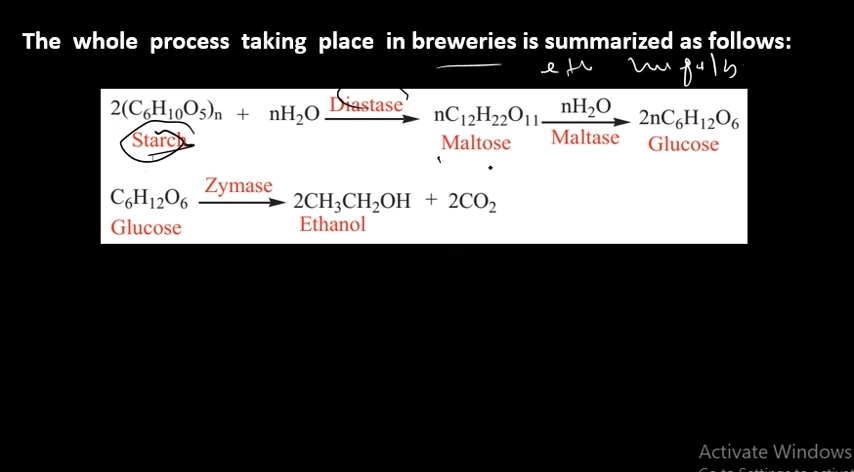 The whole process taking place in breweries is summarized as follows:
2(C₆H₁₀O₅)ₙ + nH₂O Diastase → nC₁₂H₂₂O₁₁ nH₂O → 2nC₆H₁₂O₆
Starch Maltose Maltase Glucose
C₆H₁₂O₆ Zymase → 2CH₃CH₂OH + 2CO₂
Glucose Ethanol
Activate Windows